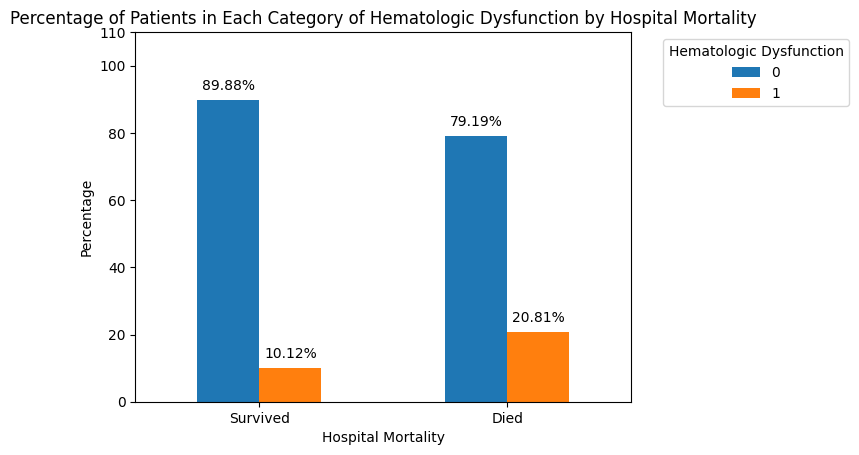 Percentage of Patients in Each Category of Hematologic Dysfunction by Hospital Mortality
Hematologic Dysfunction
0
1
110
100
80
60
40
20
0
Percentage
89.88%
10.12%
79.19%
20.81%
Survived
Died
Hospital Mortality